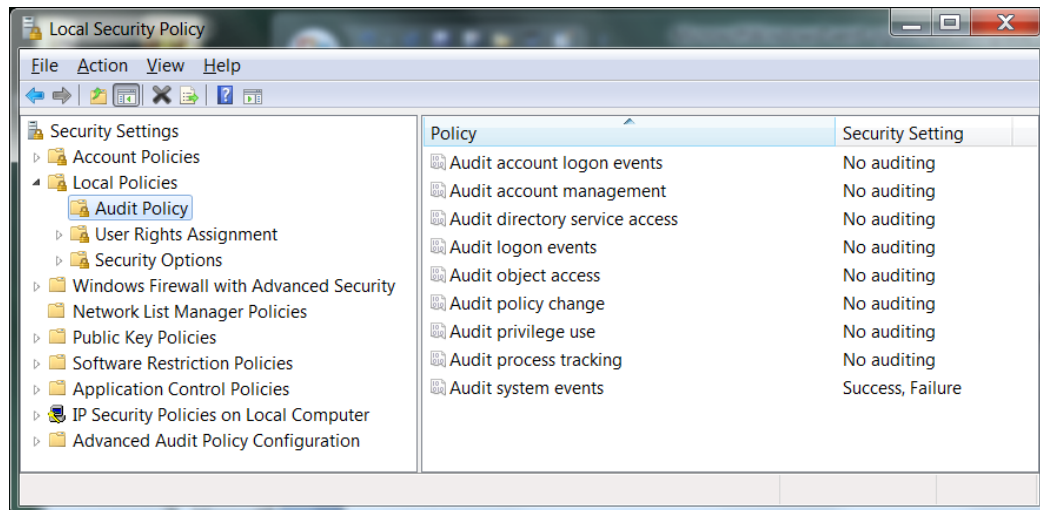 Local Security Policy
File Action View Help
Security Settings
Account Policies
Local Policies
Audit Policy
User Rights Assignment
Security Options
Windows Firewall with Advanced Security
Network List Manager Policies
Public Key Policies
Software Restriction Policies
Application Control Policies
IP Security Policies on Local Computer
Advanced Audit Policy Configuration
Policy Security Setting
Audit account logon events No auditing
Audit account management No auditing
Audit directory service access No auditing
Audit logon events No auditing
Audit object access No auditing
Audit policy change No auditing
Audit privilege use No auditing
Audit process tracking No auditing
Audit system events Success, Failure